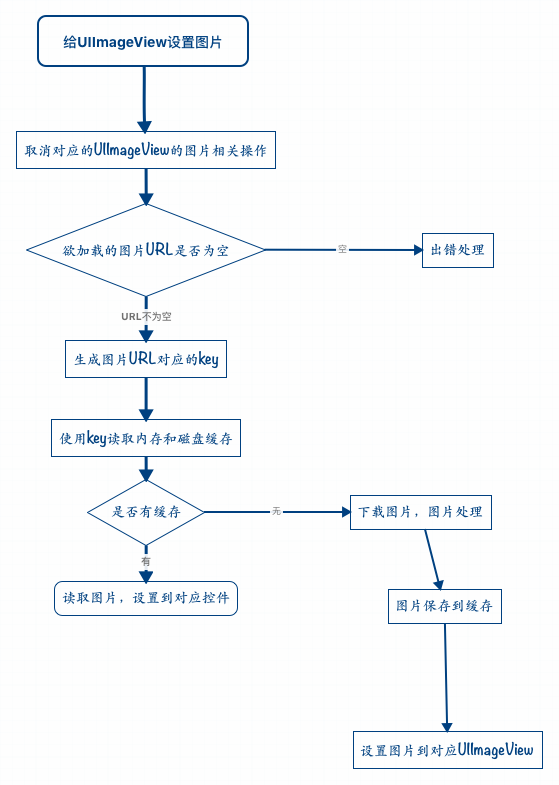 给UIImageView设置图片
取消对应的UIImageView的图片相关操作
欲加载的图片URL是否为空
空
出错处理
URL不为空
生成图片URL对应的key
使用key读取内存和磁盘缓存
是否有缓存
无
下载图片，图片处理
有
读取图片，设置到对应控件
图片保存到缓存
设置图片到对应UIImageView